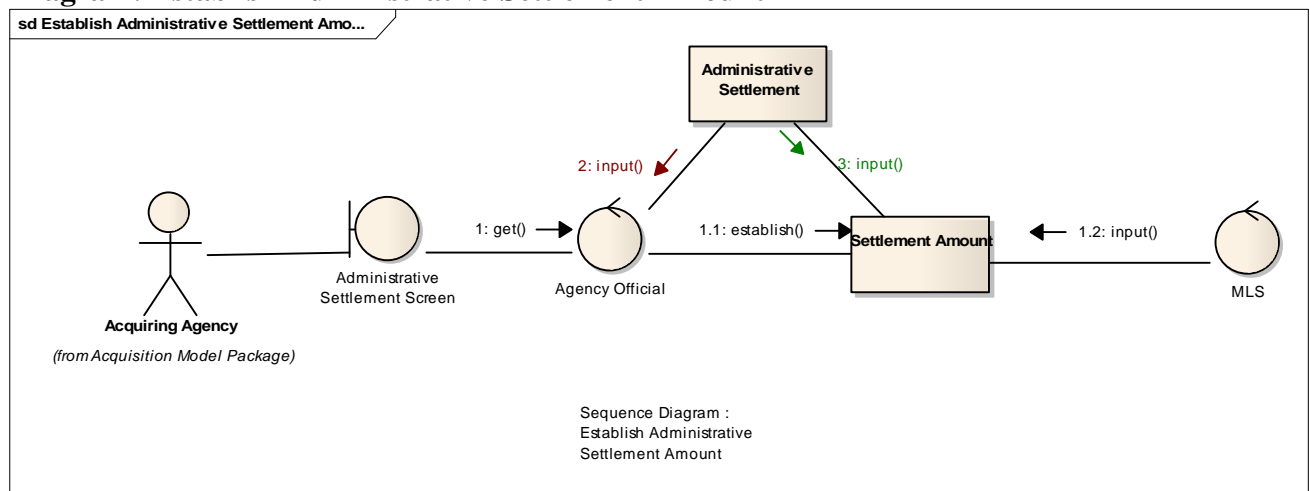 sd Establish Administrative Settlement Amo...
Administrative
Settlement
2: input()
3: input()
1: get()
1.1: establish()
Settlement Amount
1.2: input()
Administrative
Settlement Screen
Agency Official
MLS
Acquiring Agency
(from Acquisition Model Package)
Sequence Diagram :
Establish Administrative
Settlement Amount